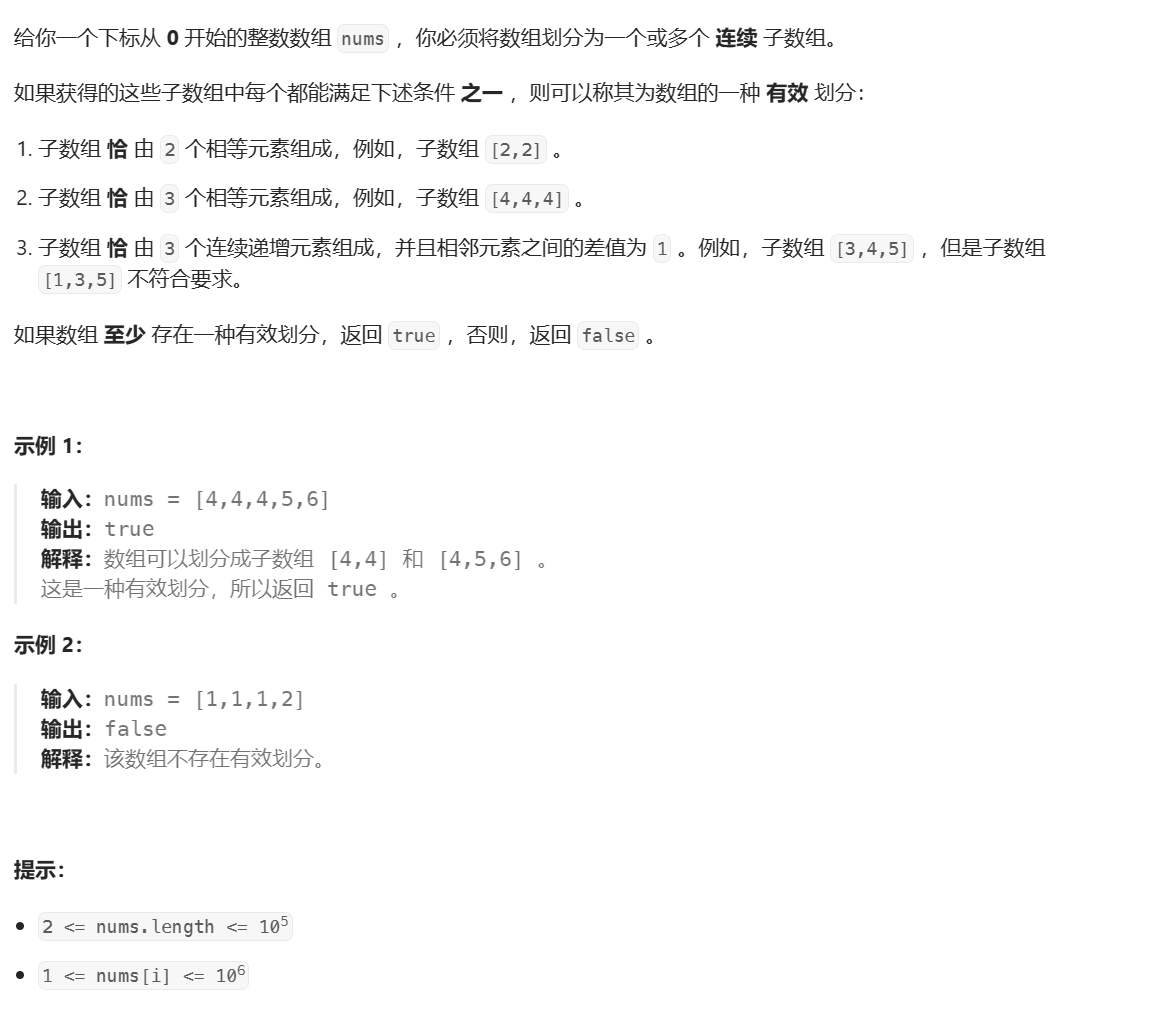 给你一个下标从 0 开始的整数数组 nums ，你必须将数组划分为一个或多个 连续 子数组。
如果获得的这些子数组中每个都能满足下述条件 之一 ，则可以称其为数组的一种 有效 划分：
1. 子数组 恰 由 2 个相等元素组成，例如，子数组 [2,2] 。
2. 子数组 恰 由 3 个相等元素组成，例如，子数组 [4,4,4] 。
3. 子数组 恰 由 3 个连续递增元素组成，并且相邻元素之间的差值为 1 。例如，子数组 [3,4,5] ，但是子数组
[1,3,5] 不符合要求。
如果数组 至少 存在一种有效划分，返回 true ，否则，返回 false 。
示例 1：
输入：nums = [4,4,4,5,6]
输出：true
解释：数组可以划分成子数组 [4,4] 和 [4,5,6] 。
这是一种有效划分，所以返回 true 。
示例 2：
输入：nums = [1,1,1,2]
输出：false
解释：该数组不存在有效划分。
提示：
• 2 <= nums.length <= 10⁵
• 1 <= nums[i] <= 10⁶